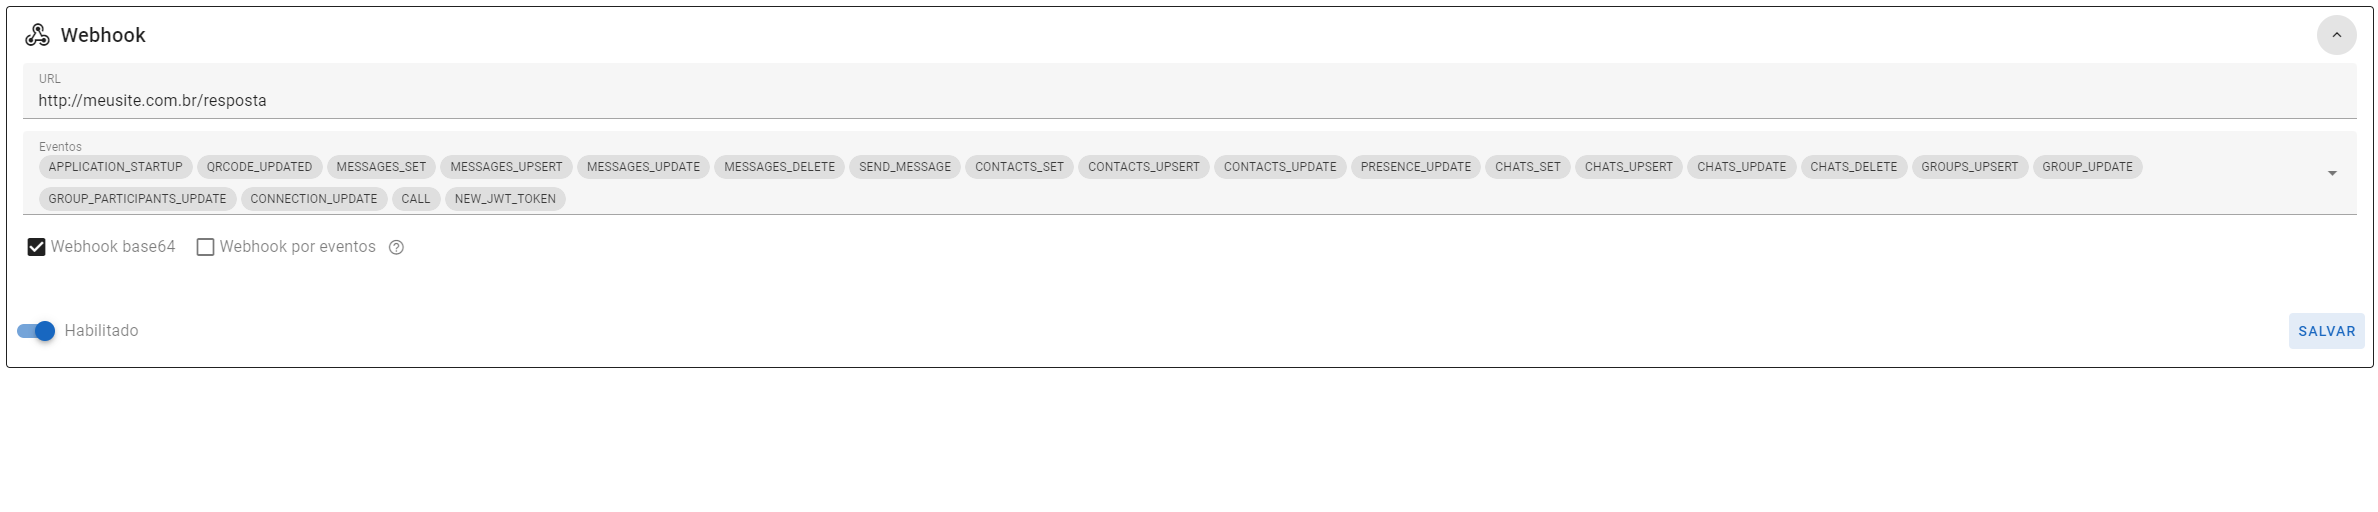 Webhook
URL
http://meusite.com.br/resposta
Eventos
APPLICATION_STARTUP QRCODE_UPDATED MESSAGES_SET MESSAGES_UPSERT MESSAGES_UPDATE MESSAGES_DELETE SEND_MESSAGE CONTACTS_SET CONTACTS_UPSERT CONTACTS_UPDATE PRESENCE_UPDATE CHATS_SET CHATS_UPSERT CHATS_UPDATE CHATS_DELETE GROUPS_UPSERT GROUP_UPDATE
GROUP_PARTICIPANTS_UPDATE CONNECTION_UPDATE CALL NEW_JWT_TOKEN
Webhook base64 Webhook por eventos ?
Habilitado SALVAR